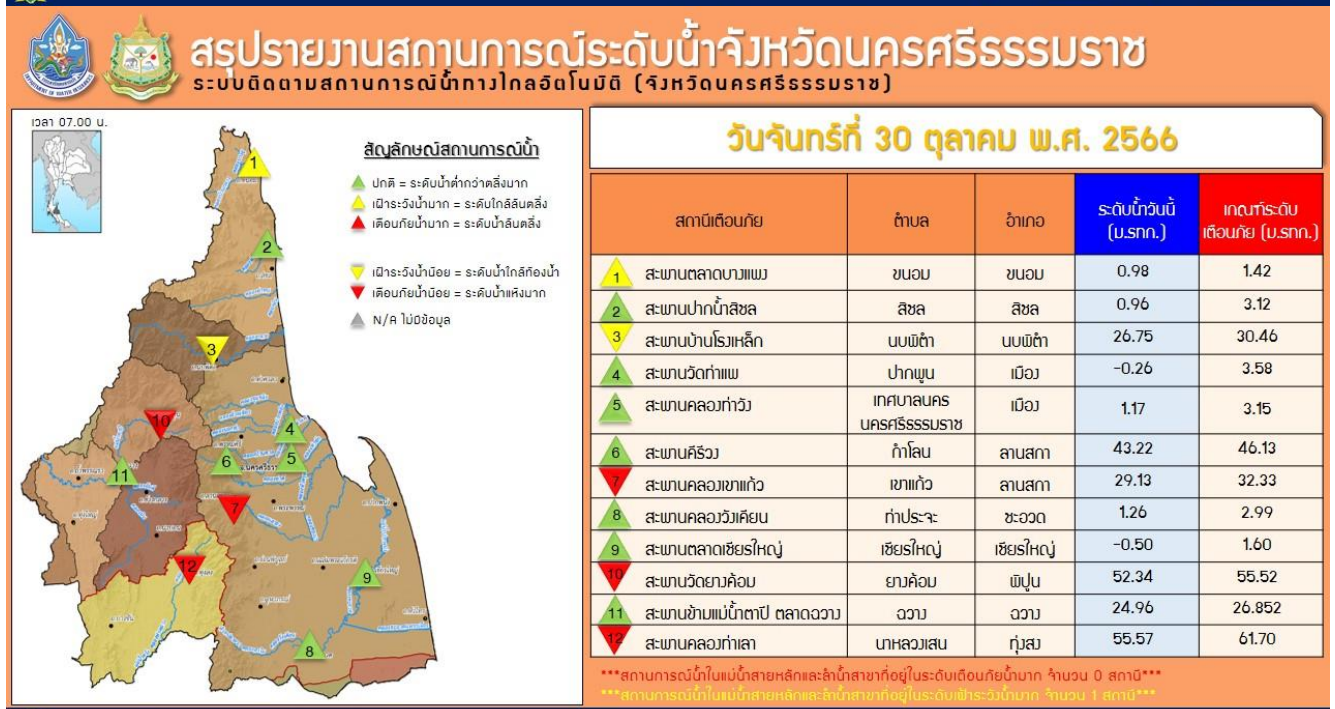 สรุปรายงานสถานการณ์ระดับน้ำจังหวัดนครศรีธรรมราช
ระบบติดตามสถานการณ์น้ำทางไกลอัตโนมัติ (จังหวัดนครศรีธรรมราช)
เวลา 07.00 น.
สัญลักษณ์สถานการณ์น้ำ
ปกติ = ระดับน้ำต่ำกว่าตลิ่งมาก
เฝ้าระวังน้ำมาก = ระดับใกล้ล้นตลิ่ง
เตือนภัยน้ำมาก = ระดับน้ำล้นตลิ่ง
เฝ้าระวังน้ำน้อย = ระดับน้ำใกล้ท้องน้ำ
เตือนภัยน้ำน้อย = ระดับน้ำแห้งมาก
N/A ไม่มีข้อมูล
1
2
3
10
4
5
6
11
7
12
9
8
วันจันทร์ที่ 30 ตุลาคม พ.ศ. 2566
สถานีเตือนภัย ตำบล อำเภอ ระดับน้ำวันนี้ (ม.รทก.) เกณฑ์ระดับเตือนภัย (ม.รทก.)
1 สะพานตลาดบางแพง ขนอม ขนอม 0.98 1.42
2 สะพานปากน้ำสิชล สิชล สิชล 0.96 3.12
3 สะพานบ้านโรงเหล็ก นบพิตำ นบพิตำ 26.75 30.46
4 สะพานวัดท่าแพ ปากพูน เมือง -0.26 3.58
5 สะพานคลองท่าวัง เทศบาลนครนครศรีธรรมราช เมือง 1.17 3.15
6 สะพานคีรีวง กำโลน ลานสกา 43.22 46.13
7 สะพานคลองเขาแก้ว เขาแก้ว ลานสกา 29.13 32.33
8 สะพานคลองวังเคียน ท่าประจะ ชะอวด 1.26 2.99
9 สะพานตลาดเชียรใหญ่ เชียรใหญ่ เชียรใหญ่ -0.50 1.60
10 สะพานวัดยางค้อม ยางค้อม พิปูน 52.34 55.52
11 สะพานข้ามแม่น้ำตาปี ตลาดฉวาง ฉวาง ฉวาง 24.96 26.852
12 สะพานคลองท่าเลา นาหลวงเสน ทุ่งสง 55.57 61.70
***สถานการณ์น้ำในแม่น้ำสายหลักและลำน้ำสาขาที่อยู่ในระดับเตือนภัยน้ำมาก จำนวน 0 สถานี***
***สถานการณ์น้ำในแม่น้ำสายหลักและลำน้ำสาขาที่อยู่ในระดับเฝ้าระวังน้ำมาก จำนวน 1 สถานี***